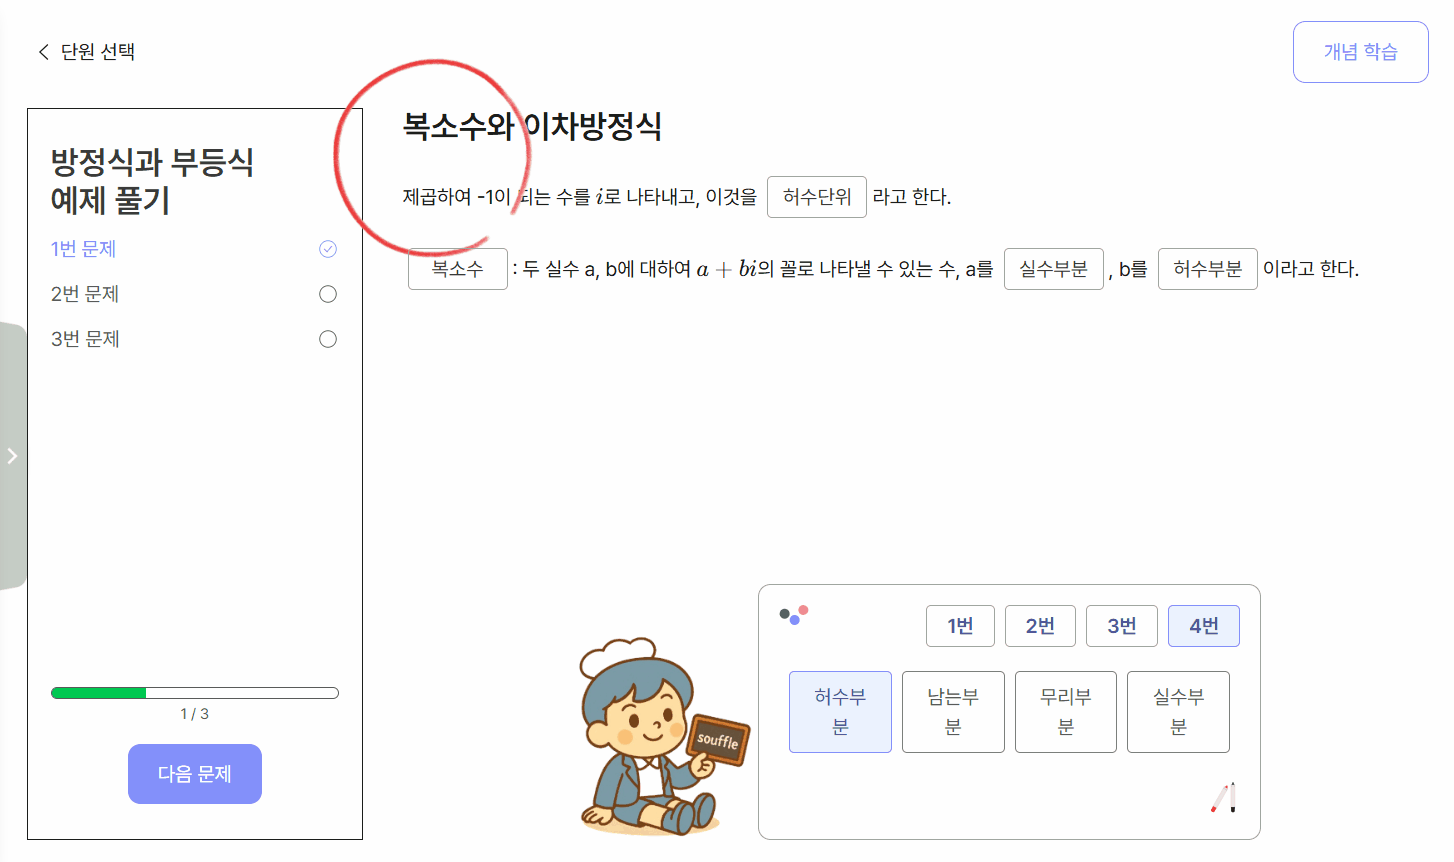 단원 선택
개념 학습
방정식과 부등식
예제 풀기
1번 문제
2번 문제
3번 문제
1 / 3
다음 문제
복소수와 이차방정식
제곱하여 -1이 되는 수를 i로 나타내고, 이것을 허수단위 라고 한다.
복소수 : 두 실수 a, b에 대하여 a + bi의 꼴로 나타낼 수 있는 수, a를 실수부분 , b를 허수부분 이라고 한다.
souffle
1번 2번 3번 4번
허수부분 남는부분 무리부분 실수부분